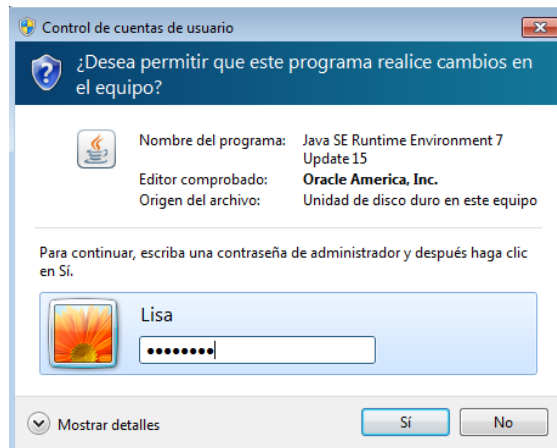 Control de cuentas de usuario
¿Desea permitir que este programa realice cambios en
el equipo?
Nombre del programa: Java SE Runtime Environment 7
Update 15
Editor comprobado: Oracle America, Inc.
Origen del archivo: Unidad de disco duro en este equipo
Para continuar, escriba una contraseña de administrador y después haga clic
en Sí.
Lisa
••••••••
Mostrar detalles Sí No